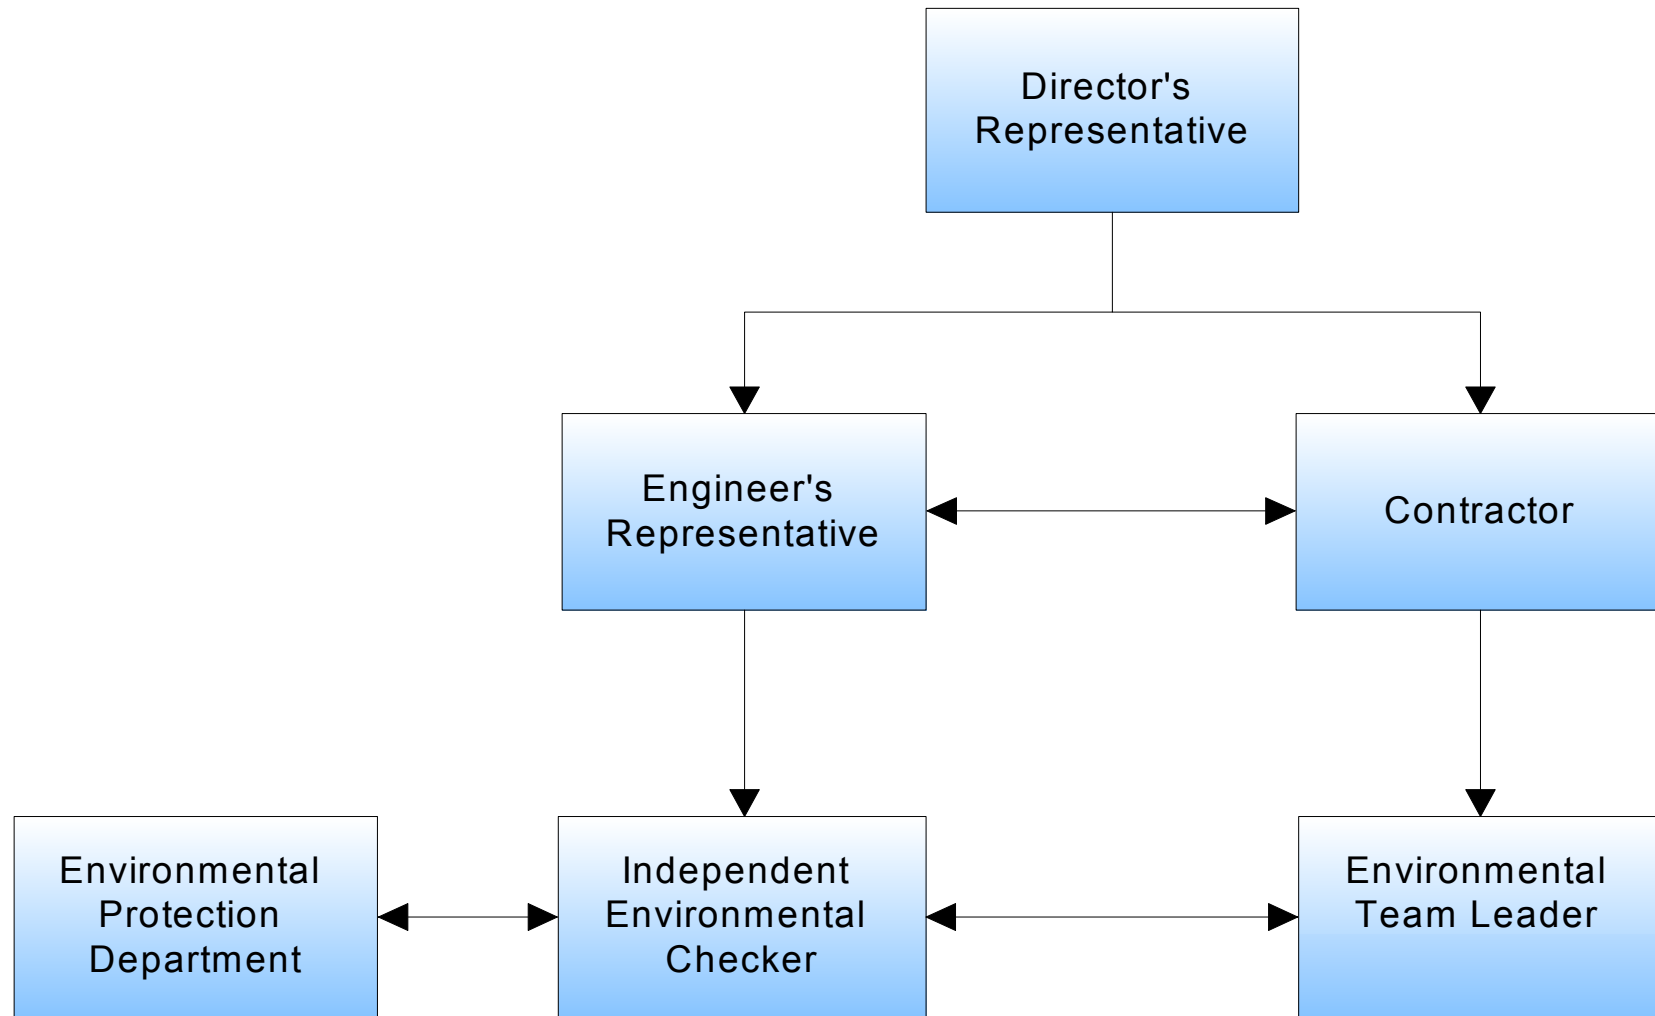 Director's
Representative
Engineer's
Representative
Contractor
Environmental
Protection
Department
Independent
Environmental
Checker
Environmental
Team Leader